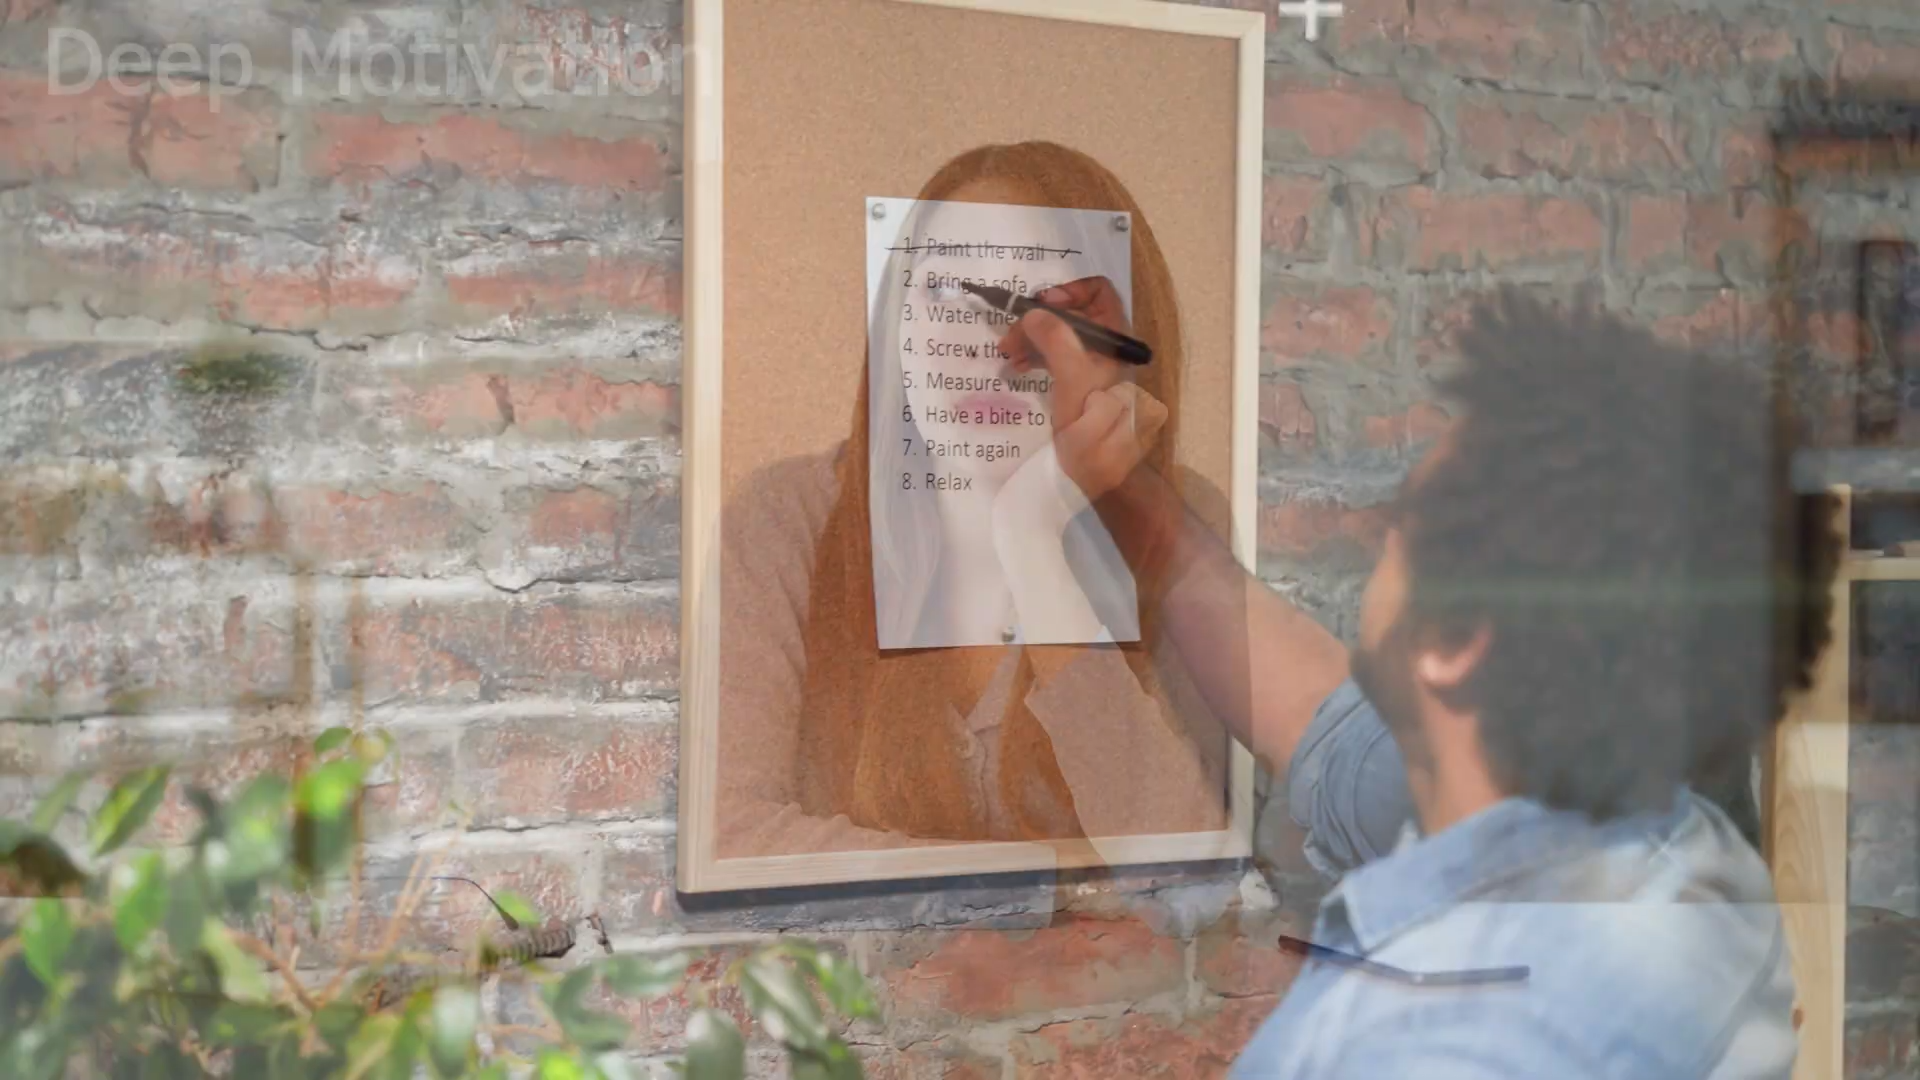 Deep Motivation
1. Paint the wall ✓
2. Bring a sofa
3. Water the
4. Screw the
5. Measure
6. Have a bite to
7. Paint again
8. Relax